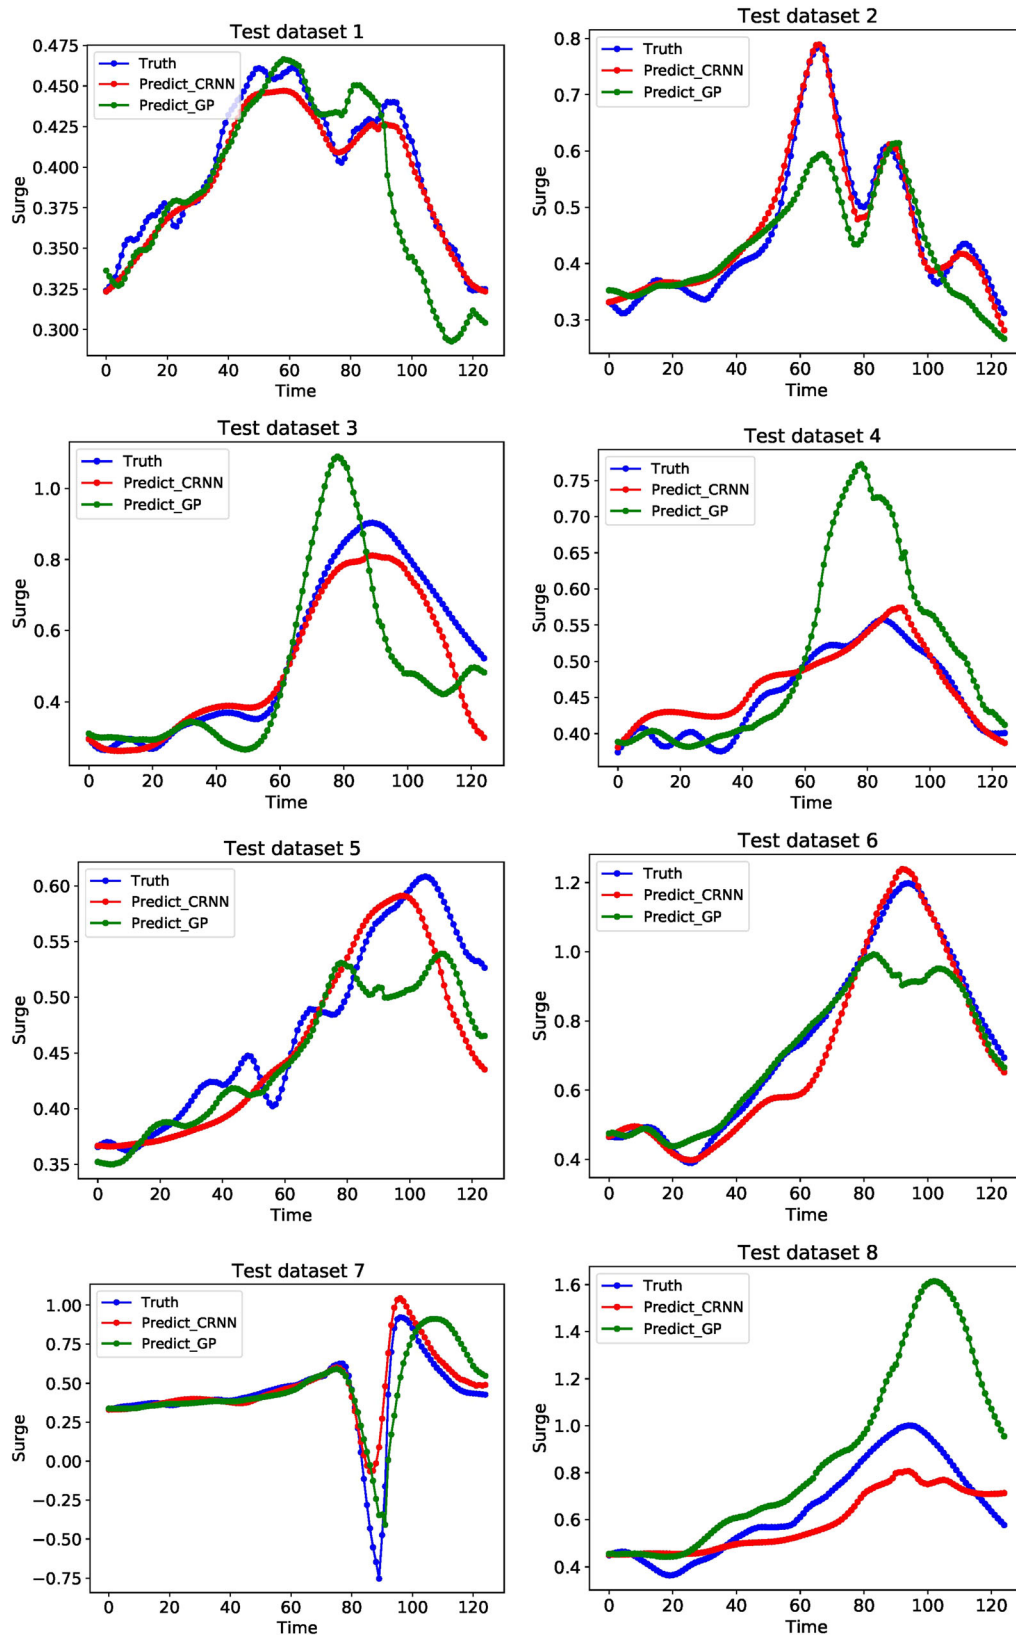 Test dataset 1
Truth
Predict_CRNN
Predict_GP
0.475
0.450
0.425
0.400
0.375
0.350
0.325
0.300
Surge
0 20 40 60 80 100 120
Time
Test dataset 2
Truth
Predict_CRNN
Predict_GP
0.8
0.7
0.6
0.5
0.4
0.3
Surge
0 20 40 60 80 100 120
Time
Test dataset 3
Truth
Predict_CRNN
Predict_GP
1.0
0.8
0.6
0.4
Surge
0 20 40 60 80 100 120
Time
Test dataset 4
Truth
Predict_CRNN
Predict_GP
0.75
0.70
0.65
0.60
0.55
0.50
0.45
0.40
Surge
0 20 40 60 80 100 120
Time
Test dataset 5
Truth
Predict_CRNN
Predict_GP
0.60
0.55
0.50
0.45
0.40
0.35
Surge
0 20 40 60 80 100 120
Time
Test dataset 6
Truth
Predict_CRNN
Predict_GP
1.2
1.0
0.8
0.6
0.4
Surge
0 20 40 60 80 100 120
Time
Test dataset 7
Truth
Predict_CRNN
Predict_GP
1.00
0.75
0.50
0.25
0.00
−0.25
−0.50
−0.75
Surge
0 20 40 60 80 100 120
Time
Test dataset 8
Truth
Predict_CRNN
Predict_GP
1.6
1.4
1.2
1.0
0.8
0.6
0.4
Surge
0 20 40 60 80 100 120
Time